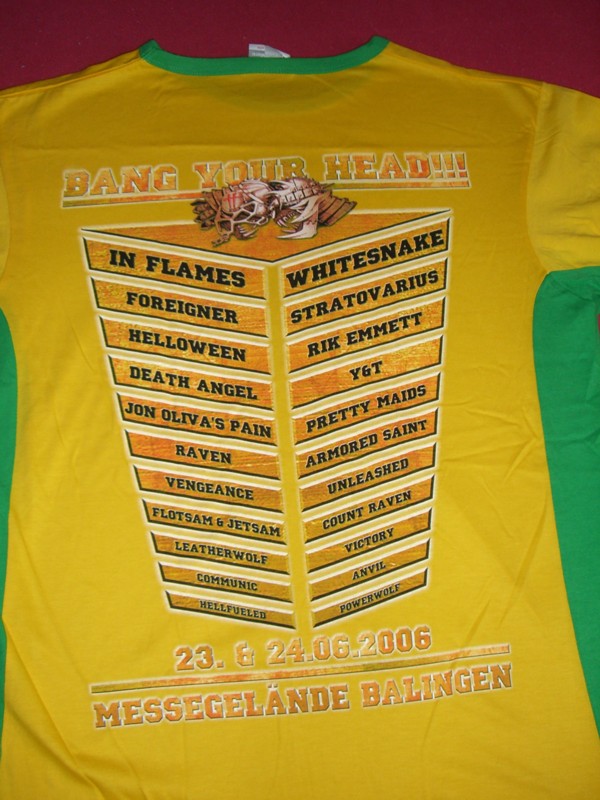 BANG YOUR HEAD!!!
IN FLAMES
FOREIGNER
HELLOWEEN
DEATH ANGEL
JON OLIVA'S PAIN
RAVEN
VENGEANCE
FLOTSAM & JETSAM
LEATHERWOLF
COMMUNIC
HELLFUELED
WHITESNAKE
STRATOVARIUS
RIK EMMETT
Y&T
PRETTY MAIDS
ARMORED SAINT
UNLEASHED
COUNT RAVEN
VICTORY
ANVIL
POWERWOLF
23. & 24.06.2006
MESSEGELÄNDE BALINGEN